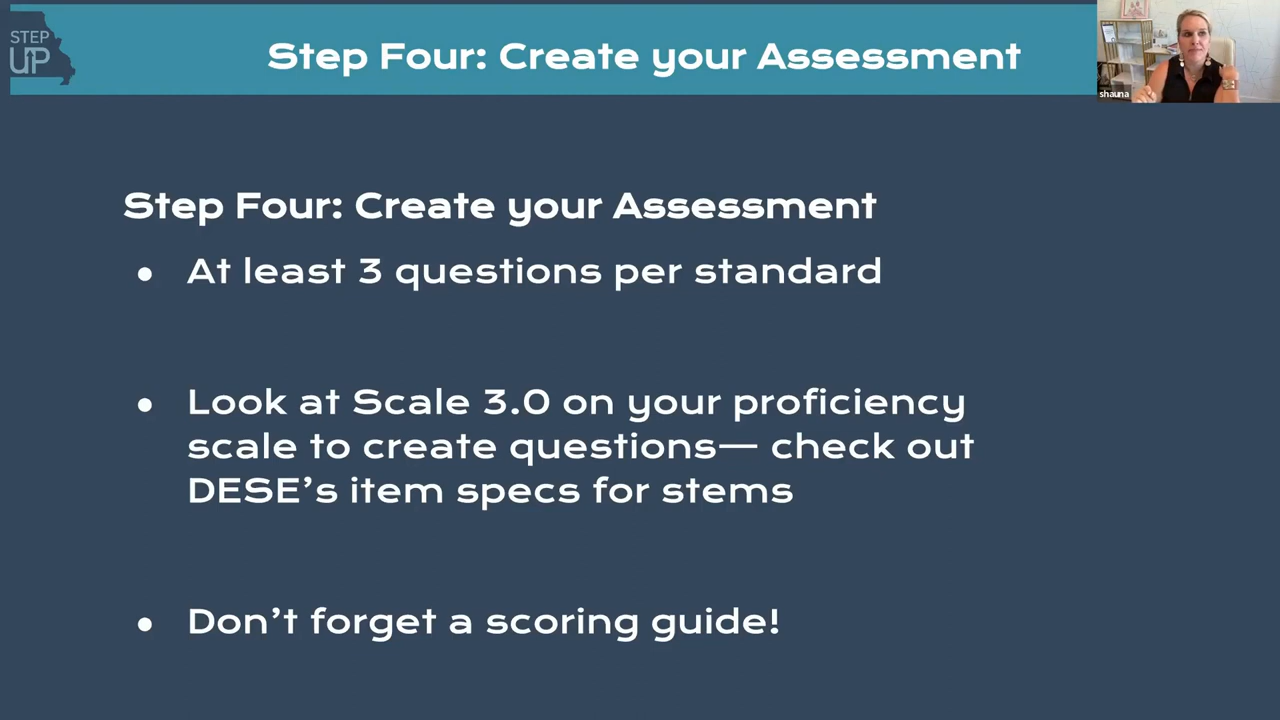 STEP
UP
Step Four: Create your Assessment
shauna
Step Four: Create your Assessment
● At least 3 questions per standard
● Look at Scale 3.0 on your proficiency
scale to create questions— check out
DESE’s item specs for stems
● Don’t forget a scoring guide!